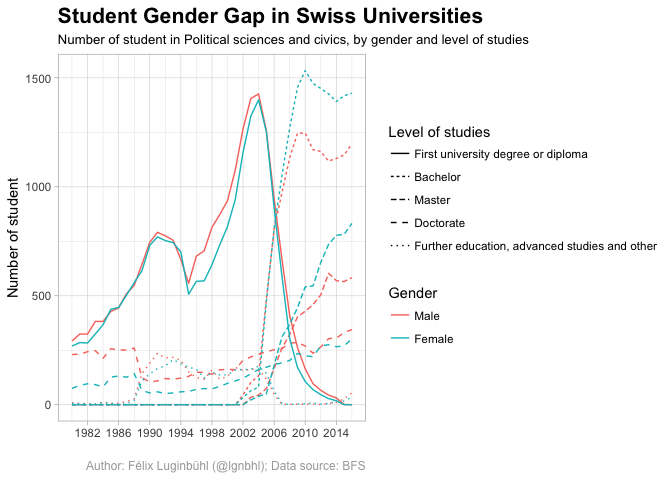 Student Gender Gap in Swiss Universities
Number of student in Political sciences and civics, by gender and level of studies
Number of student
1500
1000
500
0
1982 1986 1990 1994 1998 2002 2006 2010 2014
Level of studies
First university degree or diploma
Bachelor
Master
Doctorate
Further education, advanced studies and other
Gender
Male
Female
Author: Félix Luginbühl (@lgnbhl); Data source: BFS